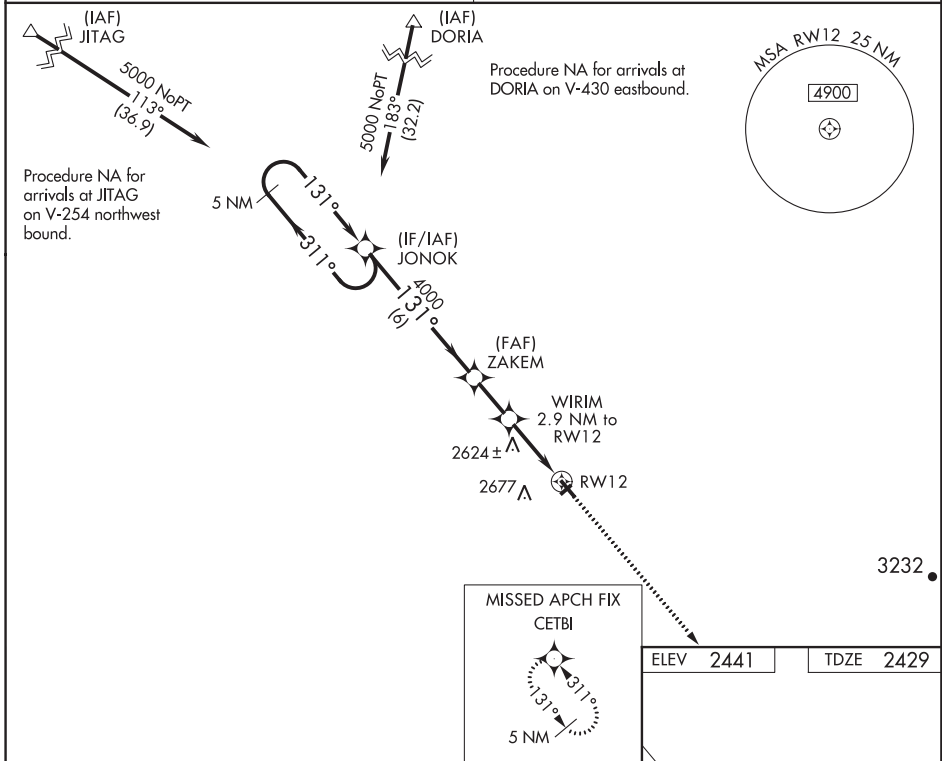 (IAF)
JITAG
5000 NoPT
113°
(36.9)
(IAF)
DORIA
5000 NoPT
183°
(32.2)
Procedure NA for arrivals at
DORIA on V-430 eastbound.
MSA RW12 25 NM
4900
Procedure NA for
arrivals at JITAG
on V-254 northwest
bound.
5 NM
131°
311°
(IF/IAF)
JONOK
4000
131°
(6)
(FAF)
ZAKEM
WIRIM
2.9 NM to
RW12
2624 ±
2677
RW12
3232
MISSED APCH FIX
CETBI
131°
311°
5 NM
ELEV 2441
TDZE 2429